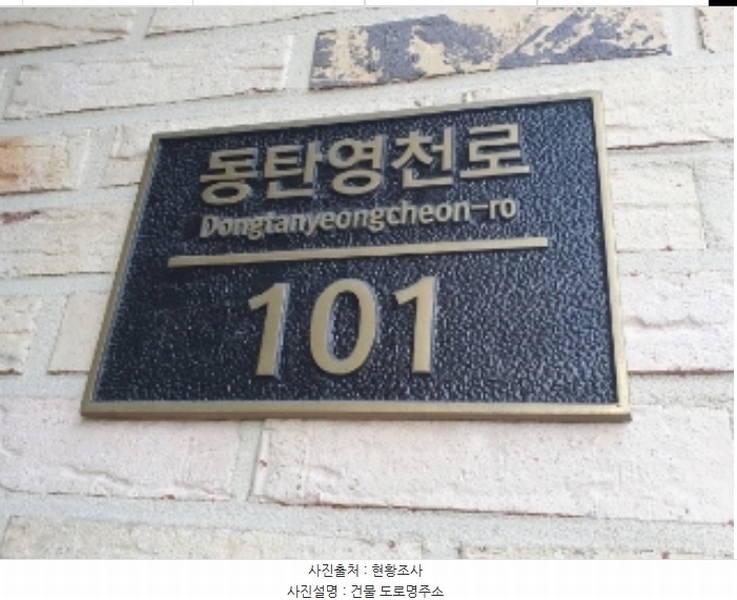 동탄영천로
Dongtanyeongcheon-ro
101
사진출처 : 현황조사
사진설명 : 건물 도로명주소